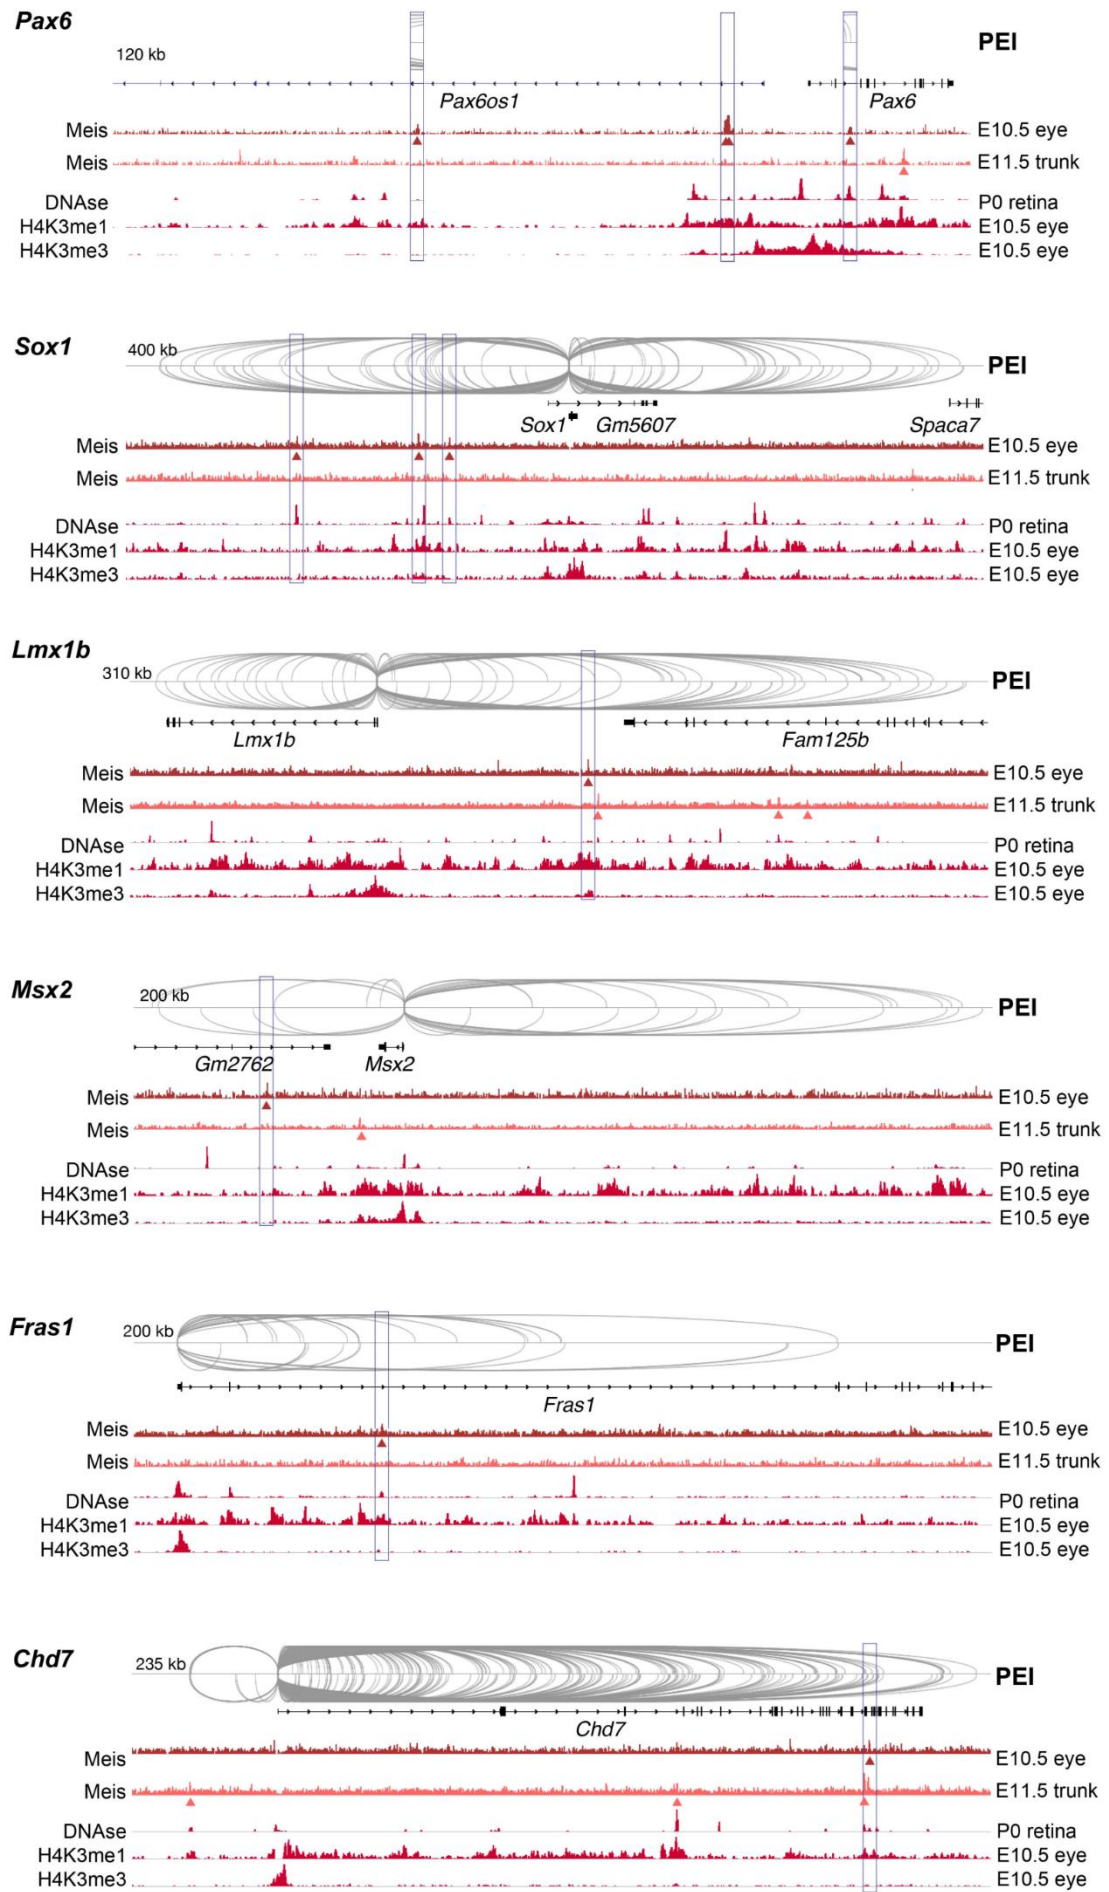 Pax6
120 kb
PEI
Pax6os1 Pax6
Meis E10.5 eye
Meis E11.5 trunk
DNAse P0 retina
H4K3me1 E10.5 eye
H4K3me3 E10.5 eye
Sox1
400 kb
PEI
Sox1 Gm5607 Spaca7
Meis E10.5 eye
Meis E11.5 trunk
DNAse P0 retina
H4K3me1 E10.5 eye
H4K3me3 E10.5 eye
Lmx1b
310 kb
PEI
Lmx1b Fam125b
Meis E10.5 eye
Meis E11.5 trunk
DNAse P0 retina
H4K3me1 E10.5 eye
H4K3me3 E10.5 eye
Msx2
200 kb
PEI
Gm2762 Msx2
Meis E10.5 eye
Meis E11.5 trunk
DNAse P0 retina
H4K3me1 E10.5 eye
H4K3me3 E10.5 eye
Fras1
200 kb
PEI
Fras1
Meis E10.5 eye
Meis E11.5 trunk
DNAse P0 retina
H4K3me1 E10.5 eye
H4K3me3 E10.5 eye
Chd7
235 kb
PEI
Chd7
Meis E10.5 eye
Meis E11.5 trunk
DNAse P0 retina
H4K3me1 E10.5 eye
H4K3me3 E10.5 eye